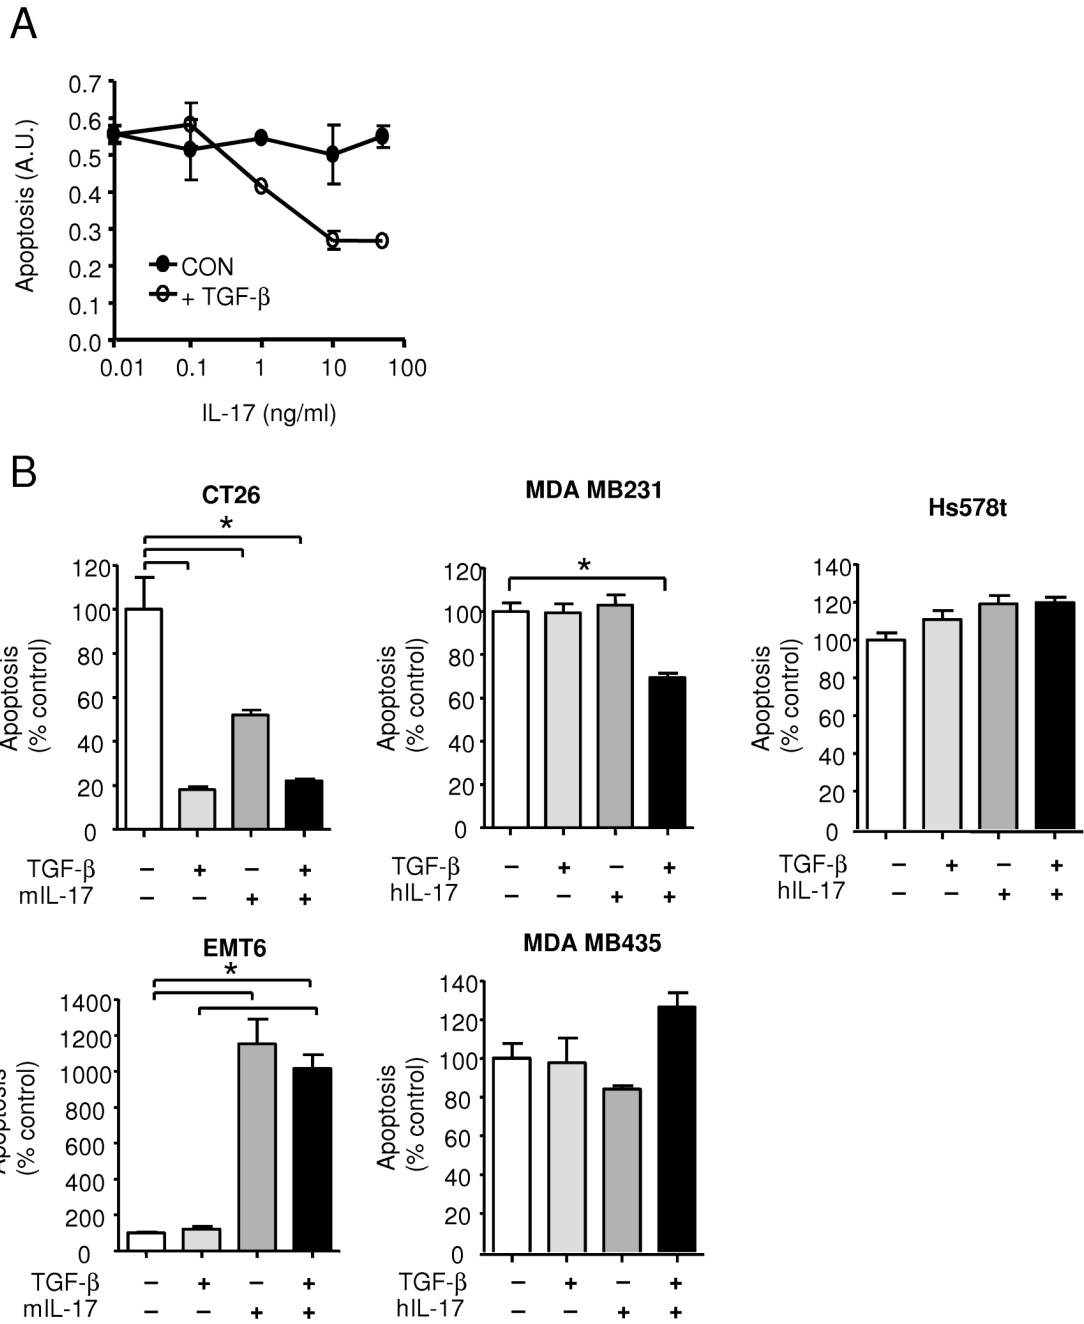 A
0.7
0.6
0.5
0.4
0.3
0.2
0.1
0.0
Apoptosis (A.U.)
CON
+ TGF-β
0.01 0.1 1 10 100
IL-17 (ng/ml)
B
CT26
*
120
100
80
60
40
20
0
Apoptosis
(% control)
TGF-β − + − +
mIL-17 − − + +
MDA MB231
*
120
100
80
60
40
20
0
Apoptosis
(% control)
TGF-β − + − +
hIL-17 − − + +
Hs578t
140
120
100
80
60
40
20
0
Apoptosis
(% control)
TGF-β − + − +
hIL-17 − − + +
EMT6
*
1400
1200
1000
800
600
400
200
0
Apoptosis
(% control)
TGF-β − + − +
mIL-17 − − + +
MDA MB435
140
120
100
80
60
40
20
0
Apoptosis
(% control)
TGF-β − + − +
hIL-17 − − + +